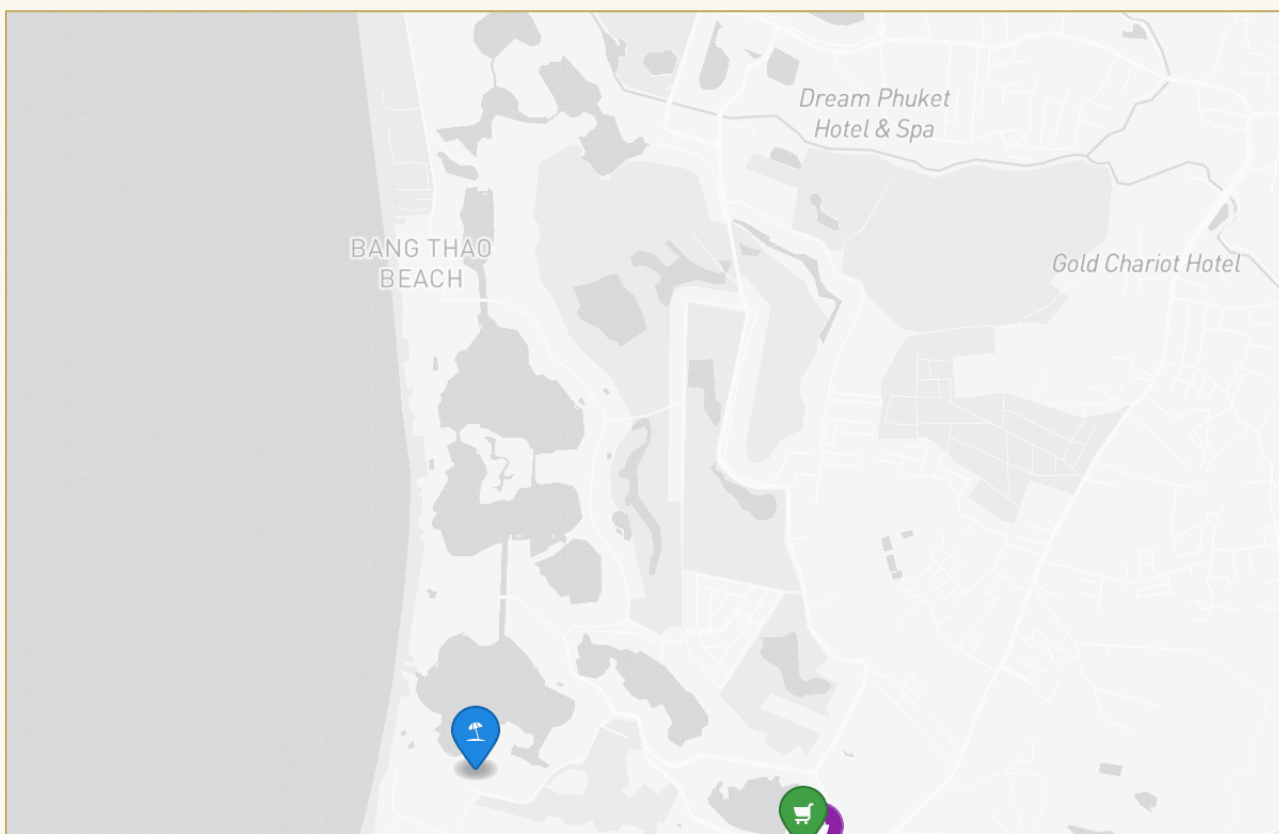 Dream Phuket
Hotel & Spa
BANG THAO
BEACH
Gold Chariot Hotel